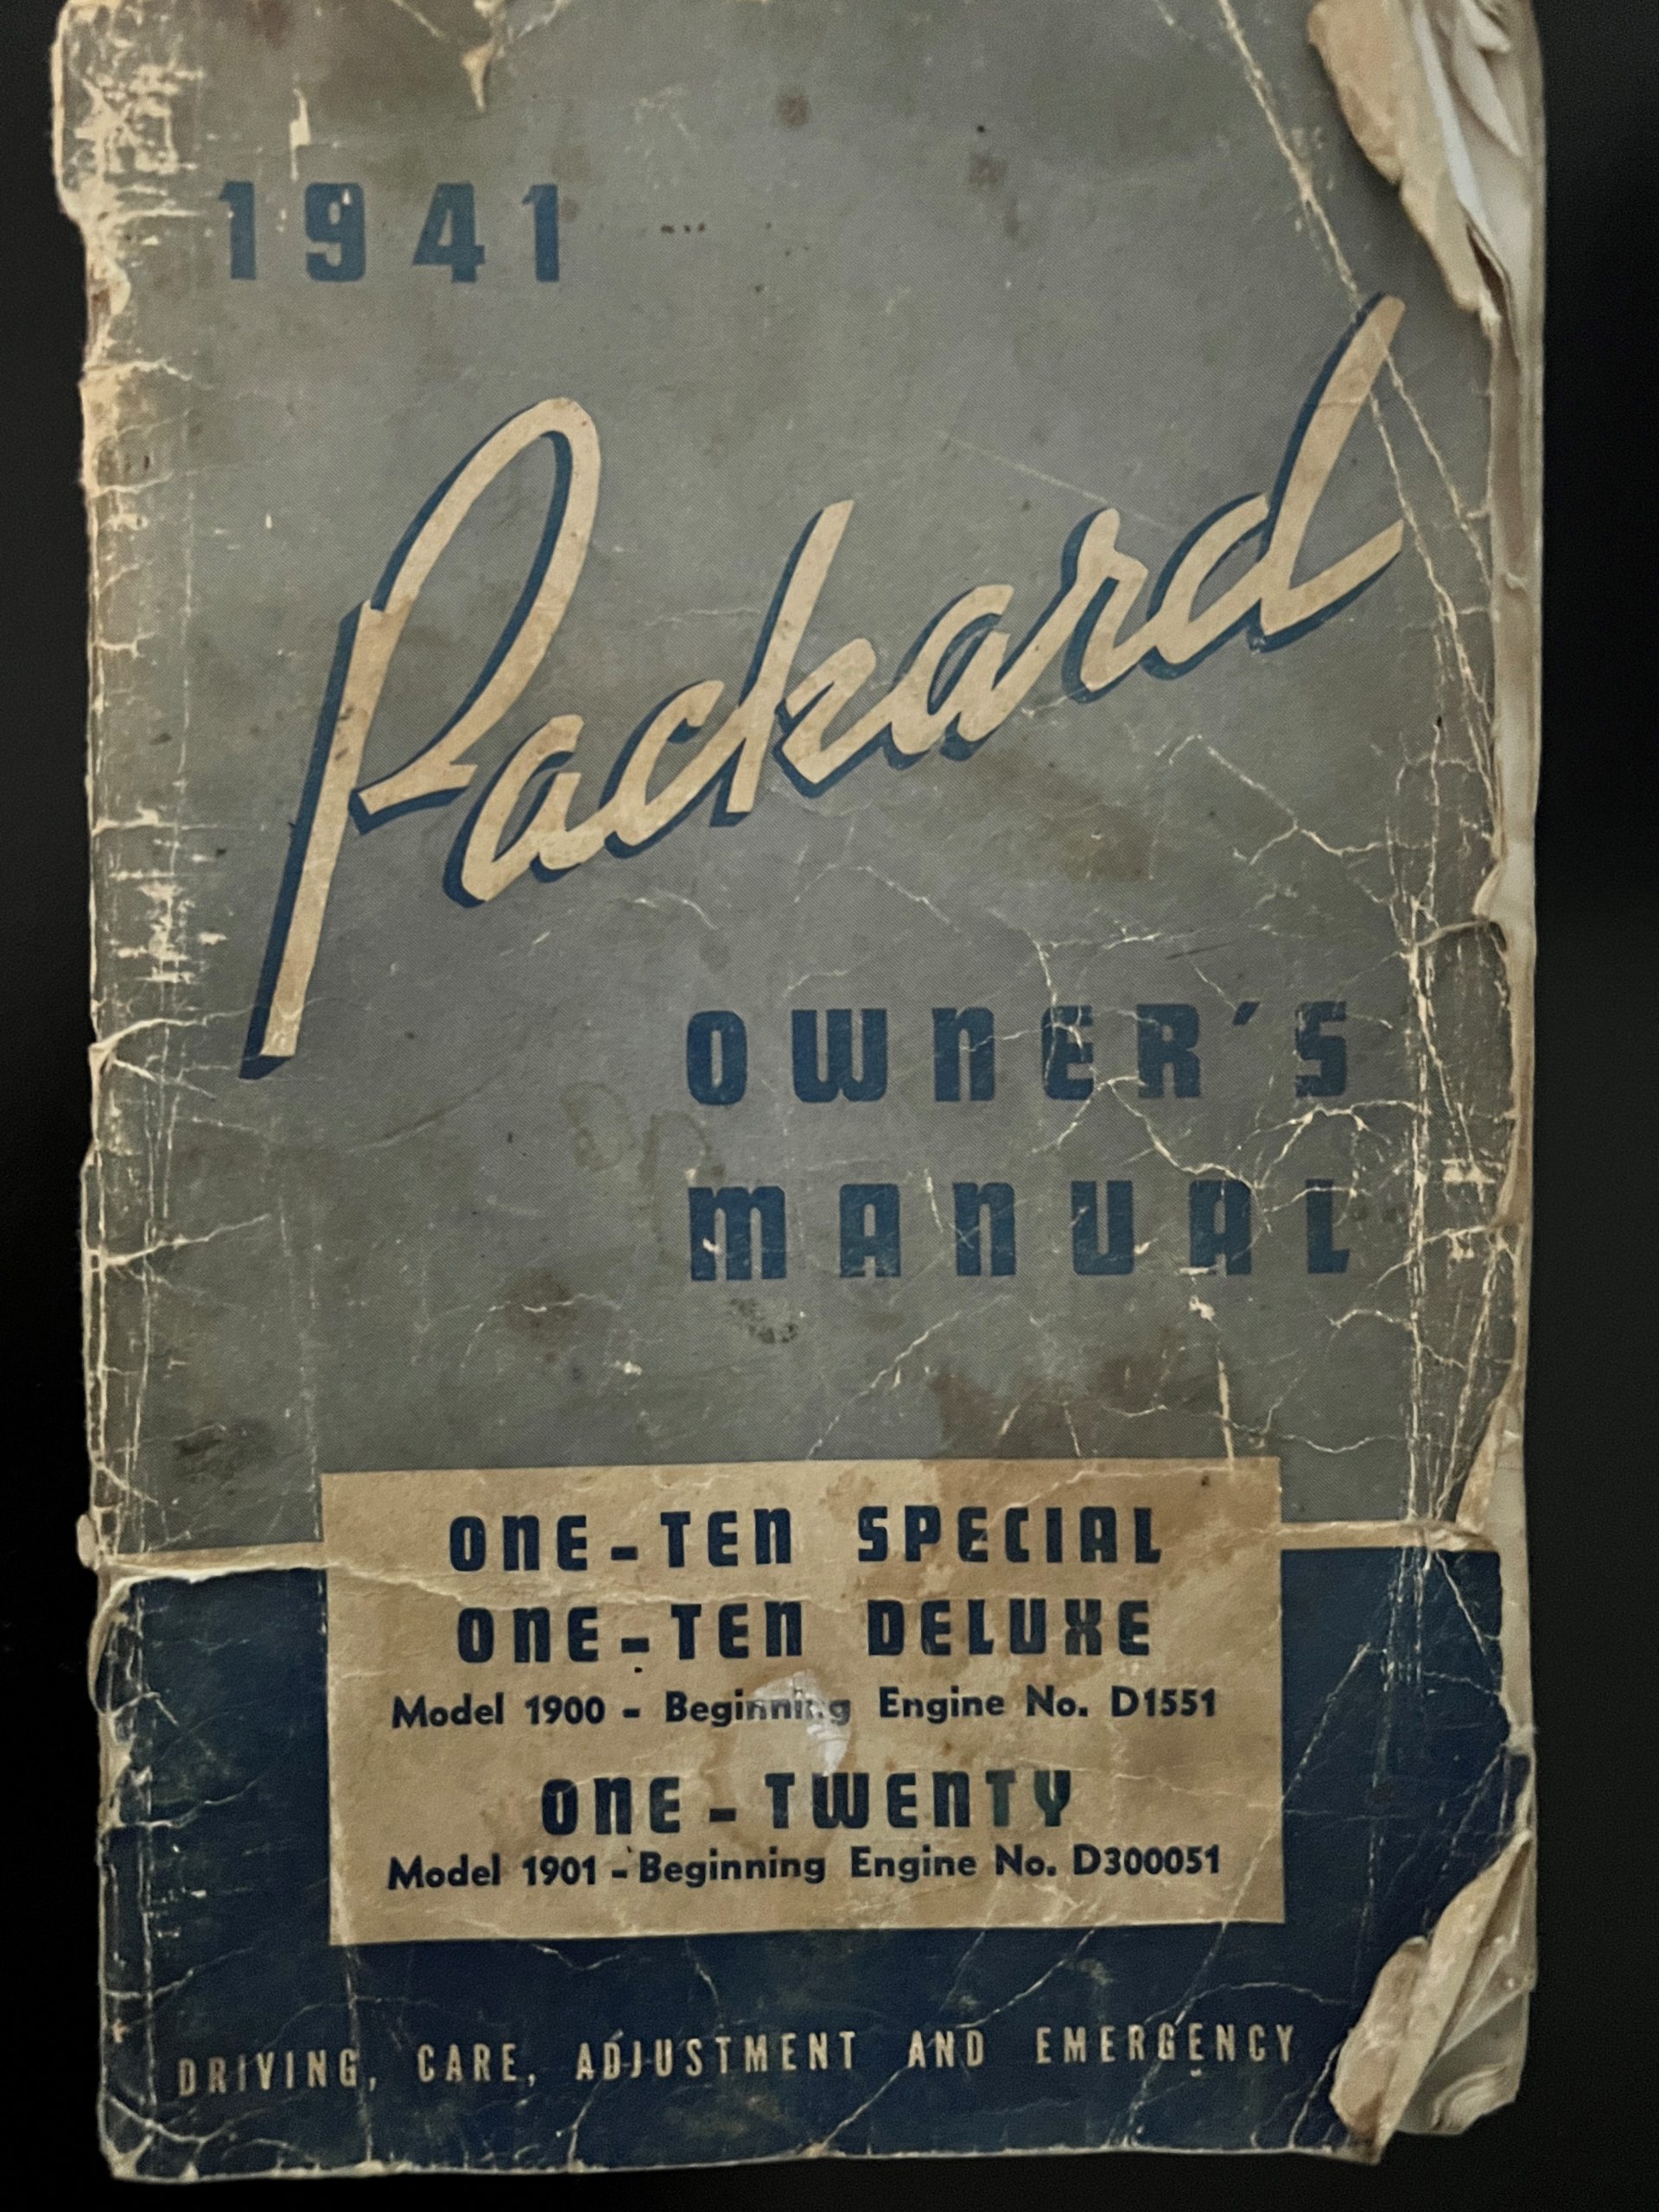 1941
Packard
OWNER'S
MANUAL
ONE-TEN SPECIAL
ONE-TEN DELUXE
Model 1900 - Beginning Engine No. D1551
ONE-TWENTY
Model 1901 - Beginning Engine No. D300051
DRIVING, CARE, ADJUSTMENT AND EMERGENCY